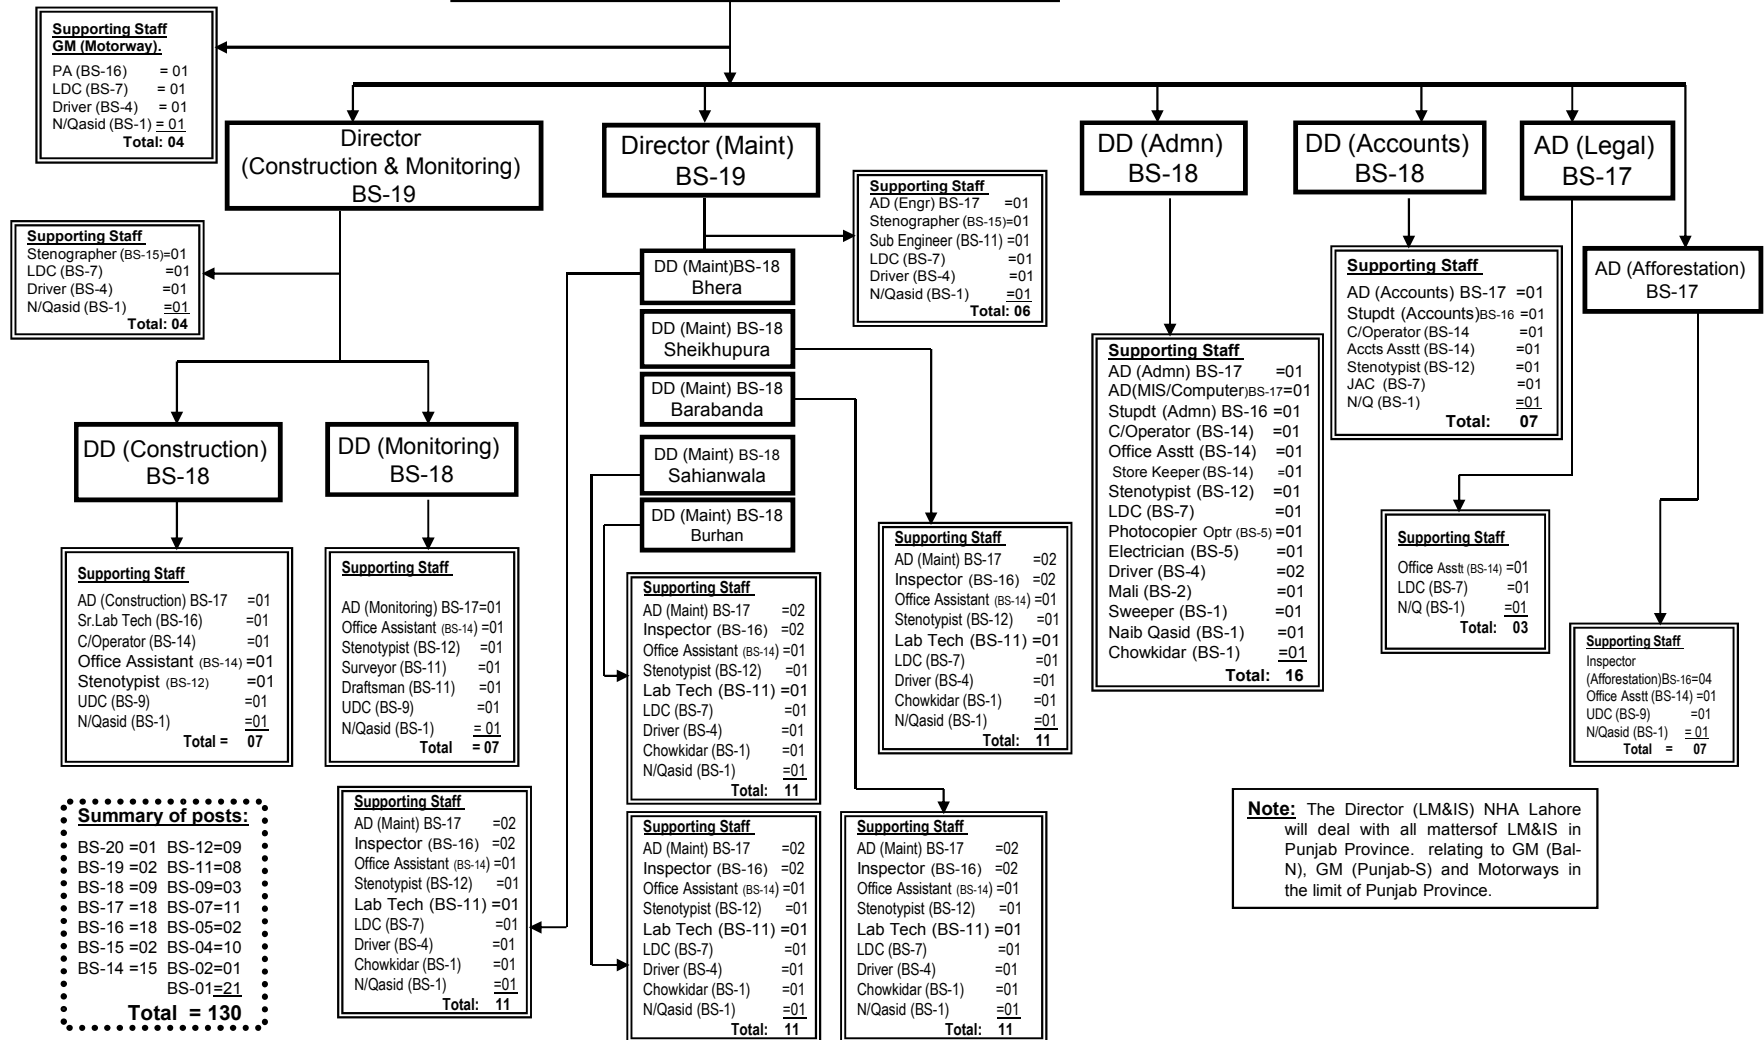 Supporting Staff
GM (Motorway).
PA (BS-16) = 01
LDC (BS-7) = 01
Driver (BS-4) = 01
N/Qasid (BS-1) = 01
Total: 04
Director
(Construction & Monitoring)
BS-19
Director (Maint)
BS-19
DD (Admn)
BS-18
DD (Accounts)
BS-18
AD (Legal)
BS-17
AD (Afforestation)
BS-17
Supporting Staff
Stenographer (BS-15)=01
LDC (BS-7) =01
Driver (BS-4) =01
N/Qasid (BS-1) =01
Total: 04
Supporting Staff
AD (Engr) BS-17 =01
Stenographer (BS-15)=01
Sub Engineer (BS-11) =01
LDC (BS-7) =01
Driver (BS-4) =01
N/Qasid (BS-1) =01
Total: 06
DD (Maint)BS-18
Bhera
DD (Maint) BS-18
Sheikhupura
DD (Maint) BS-18
Barabanda
DD (Maint) BS-18
Sahianwala
DD (Maint) BS-18
Burhan
Supporting Staff
AD (Admn) BS-17 =01
AD(MIS/Computer)BS-17=01
Stupdt (Admn) BS-16 =01
C/Operator (BS-14) =01
Office Asstt (BS-14) =01
Store Keeper (BS-14) =01
Stenotypist (BS-12) =01
LDC (BS-7) =01
Photocopier Optr (BS-5) =01
Electrician (BS-5) =01
Driver (BS-4) =02
Mali (BS-2) =01
Sweeper (BS-1) =01
Naib Qasid (BS-1) =01
Chowkidar (BS-1) =01
Total: 16
Supporting Staff
AD (Accounts) BS-17 =01
Stupdt (Accounts)BS-16 =01
C/Operator (BS-14 =01
Accts Asstt (BS-14) =01
Stenotypist (BS-12) =01
JAC (BS-7) =01
N/Q (BS-1) =01
Total: 07
DD (Construction)
BS-18
DD (Monitoring)
BS-18
Supporting Staff
AD (Construction) BS-17 =01
Sr.Lab Tech (BS-16) =01
C/Operator (BS-14) =01
Office Assistant (BS-14) =01
Stenotypist (BS-12) =01
UDC (BS-9) =01
N/Qasid (BS-1) =01
Total = 07
Supporting Staff
AD (Monitoring) BS-17=01
Office Assistant (BS-14) =01
Stenotypist (BS-12) =01
Surveyor (BS-11) =01
Draftsman (BS-11) =01
UDC (BS-9) =01
N/Qasid (BS-1) = 01
Total = 07
Supporting Staff
AD (Maint) BS-17 =02
Inspector (BS-16) =02
Office Assistant (BS-14) =01
Stenotypist (BS-12) =01
Lab Tech (BS-11) =01
LDC (BS-7) =01
Driver (BS-4) =01
Chowkidar (BS-1) =01
N/Qasid (BS-1) =01
Total: 11
Supporting Staff
AD (Maint) BS-17 =02
Inspector (BS-16) =02
Office Assistant (BS-14) =01
Stenotypist (BS-12) =01
Lab Tech (BS-11) =01
LDC (BS-7) =01
Driver (BS-4) =01
Chowkidar (BS-1) =01
N/Qasid (BS-1) =01
Total: 11
Supporting Staff
Office Asstt (BS-14) =01
LDC (BS-7) =01
N/Q (BS-1) =01
Total: 03
Supporting Staff
Inspector
(Afforestation)BS-16=04
Office Asstt (BS-14) =01
UDC (BS-9) =01
N/Qasid (BS-1) = 01
Total = 07
Summary of posts:
BS-20 =01 BS-12=09
BS-19 =02 BS-11=08
BS-18 =09 BS-09=03
BS-17 =18 BS-07=11
BS-16 =18 BS-05=02
BS-15 =02 BS-04=10
BS-14 =15 BS-02=01
BS-01=21
Total = 130
Supporting Staff
AD (Maint) BS-17 =02
Inspector (BS-16) =02
Office Assistant (BS-14) =01
Stenotypist (BS-12) =01
Lab Tech (BS-11) =01
LDC (BS-7) =01
Driver (BS-4) =01
Chowkidar (BS-1) =01
N/Qasid (BS-1) =01
Total: 11
Supporting Staff
AD (Maint) BS-17 =02
Inspector (BS-16) =02
Office Assistant (BS-14) =01
Stenotypist (BS-12) =01
Lab Tech (BS-11) =01
LDC (BS-7) =01
Driver (BS-4) =01
Chowkidar (BS-1) =01
N/Qasid (BS-1) =01
Total: 11
Supporting Staff
AD (Maint) BS-17 =02
Inspector (BS-16) =02
Office Assistant (BS-14) =01
Stenotypist (BS-12) =01
Lab Tech (BS-11) =01
LDC (BS-7) =01
Driver (BS-4) =01
Chowkidar (BS-1) =01
N/Qasid (BS-1) =01
Total: 11
Note: The Director (LM&IS) NHA Lahore
will deal with all mattersof LM&IS in
Punjab Province. relating to GM (Bal-
N), GM (Punjab-S) and Motorways in
the limit of Punjab Province.